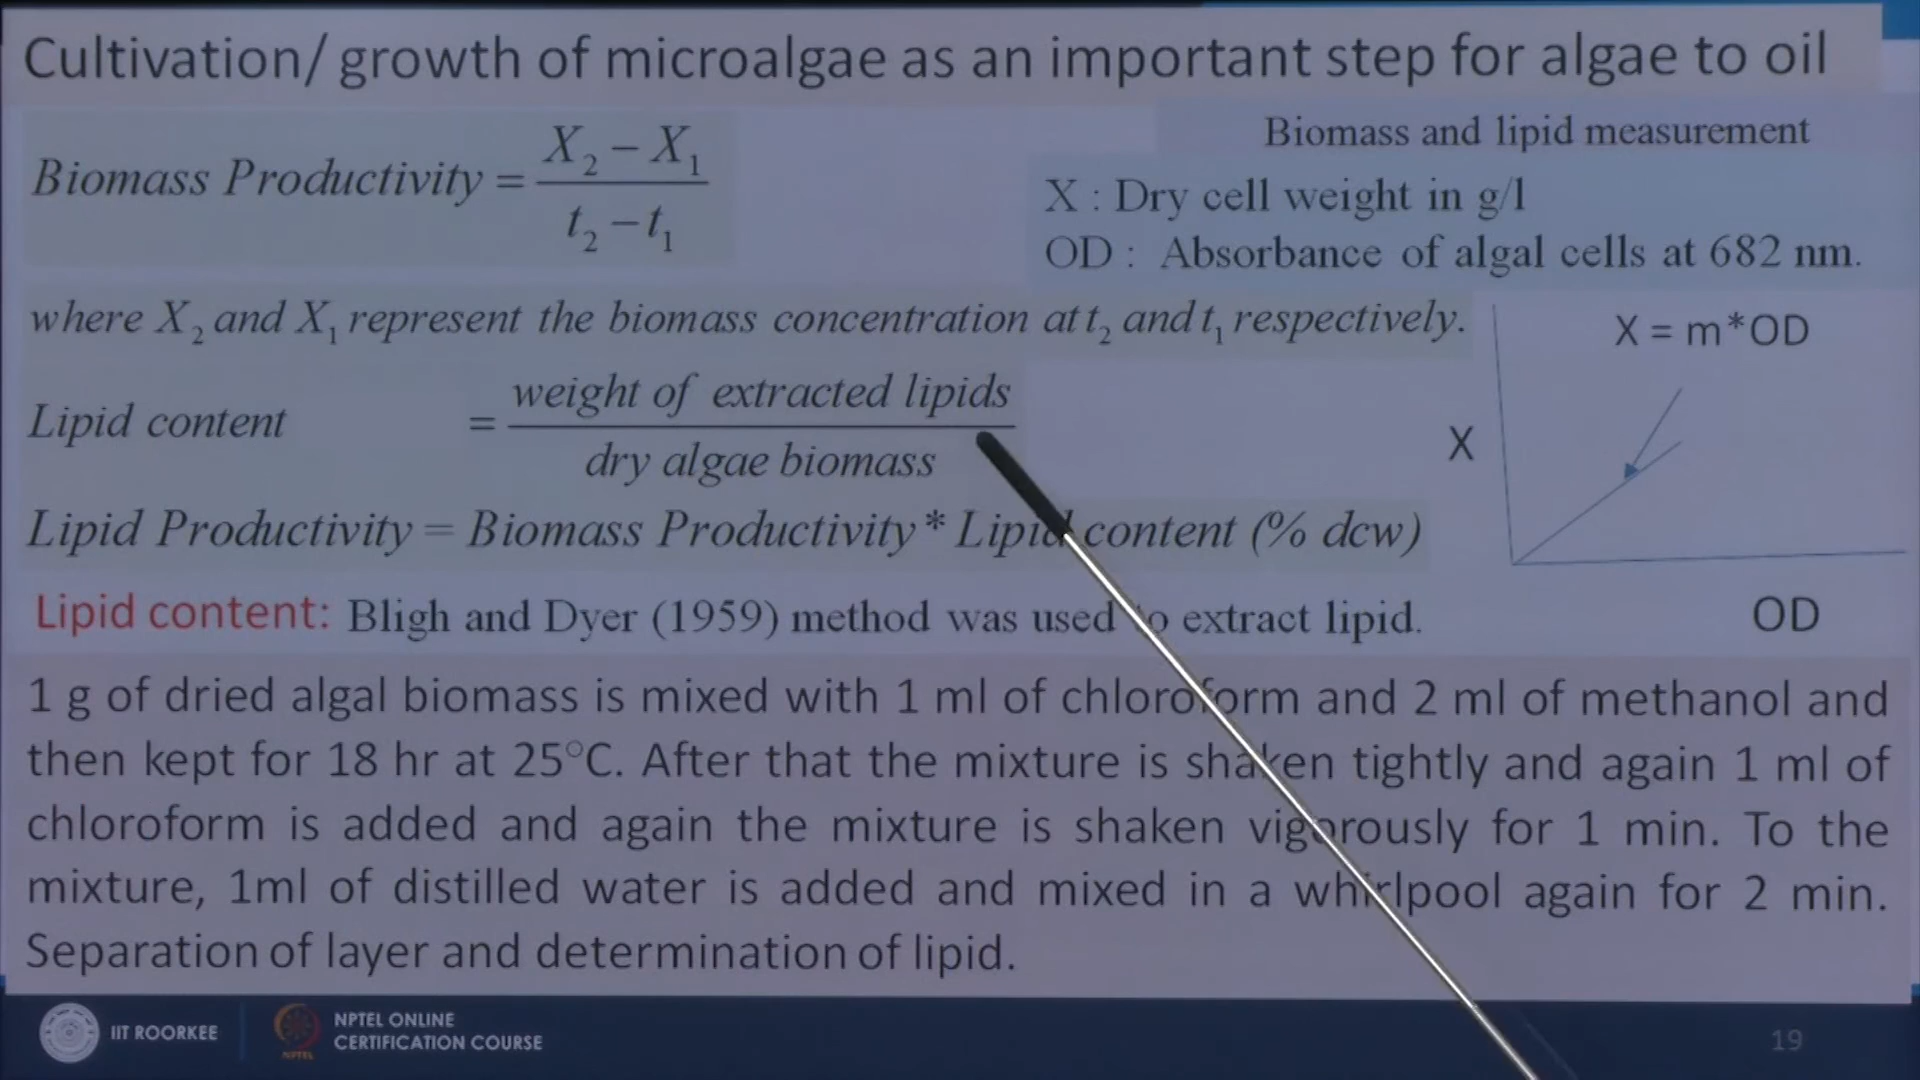 Cultivation/ growth of microalgae as an important step for algae to oil
Biomass Productivity = X₂ − X₁ / t₂ − t₁
Biomass and lipid measurement
X : Dry cell weight in g/l
OD : Absorbance of algal cells at 682 nm.
where X₂ and X₁ represent the biomass concentration at t₂ and t₁ respectively.
X = m*OD
Lipid content = weight of extracted lipids / dry algae biomass
X
Lipid Productivity = Biomass Productivity * Lipid content (% dcw)
OD
Lipid content: Bligh and Dyer (1959) method was used to extract lipid.
1 g of dried algal biomass is mixed with 1 ml of chloroform and 2 ml of methanol and
then kept for 18 hr at 25°C. After that the mixture is shaken tightly and again 1 ml of
chloroform is added and again the mixture is shaken vigorously for 1 min. To the
mixture, 1ml of distilled water is added and mixed in a whirlpool again for 2 min.
Separation of layer and determination of lipid.
IIT ROORKEE
NPTEL
NPTEL ONLINE
CERTIFICATION COURSE
19